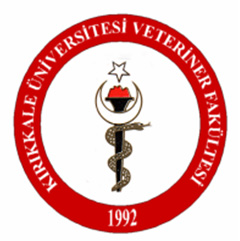 KIRIKKALE ÜNİVERSİTESİ VETERİNER FAKÜLTESİ
1992